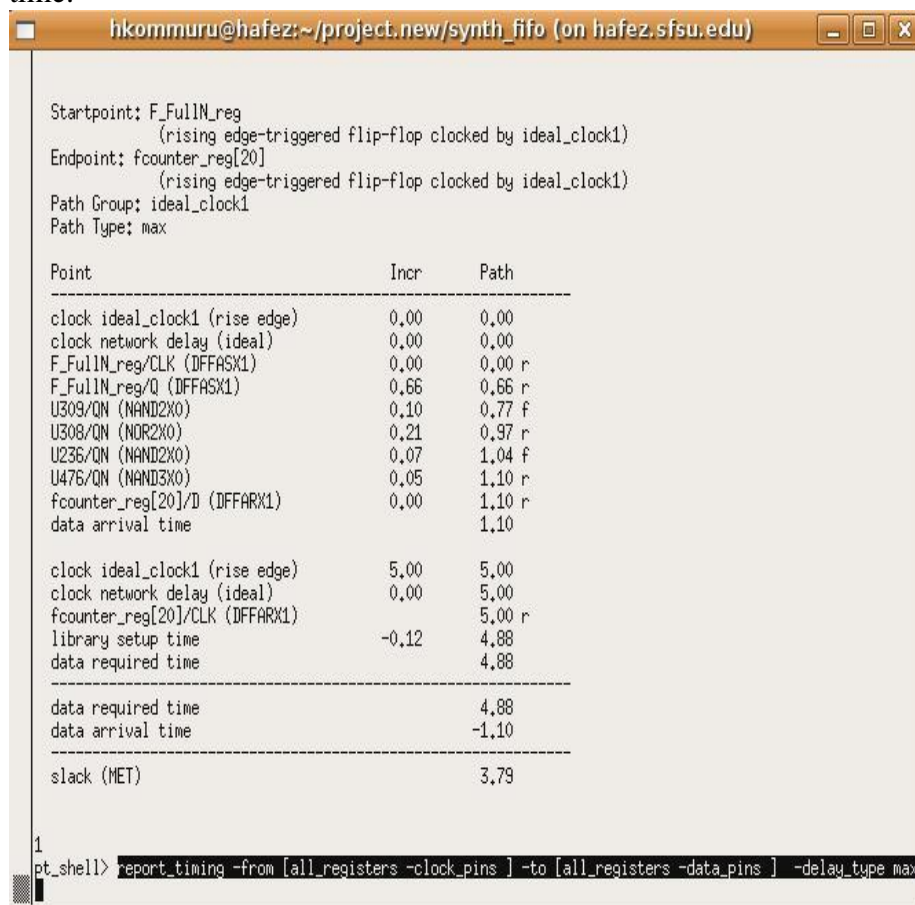 time.
hkommuru@hafez:~/project.new/synth_fifo (on hafez.sfsu.edu)
Startpoint: F_FullN_reg
(rising edge-triggered flip-flop clocked by ideal_clock1)
Endpoint: fcounter_reg[20]
(rising edge-triggered flip-flop clocked by ideal_clock1)
Path Group: ideal_clock1
Path Type: max
Point Incr Path
clock ideal_clock1 (rise edge) 0.00 0.00
clock network delay (ideal) 0.00 0.00
F_FullN_reg/CLK (DFFASX1) 0.00 0.00 r
F_FullN_reg/Q (DFFASX1) 0.66 0.66 r
U309/QN (NAND2X0) 0.10 0.77 f
U308/QN (NOR2X0) 0.21 0.97 r
U236/QN (NAND2X0) 0.07 1.04 f
U476/QN (NAND3X0) 0.05 1.10 r
fcounter_reg[20]/D (DFFARX1) 0.00 1.10 r
data arrival time 1.10
clock ideal_clock1 (rise edge) 5.00 5.00
clock network delay (ideal) 0.00 5.00
fcounter_reg[20]/CLK (DFFARX1) 5.00 r
library setup time -0.12 4.88
data required time 4.88
data required time 4.88
data arrival time -1.10
slack (MET) 3.79
1
pt_shell> report_timing -from [all_registers -clock_pins ] -to [all_registers -data_pins ] -delay_type max